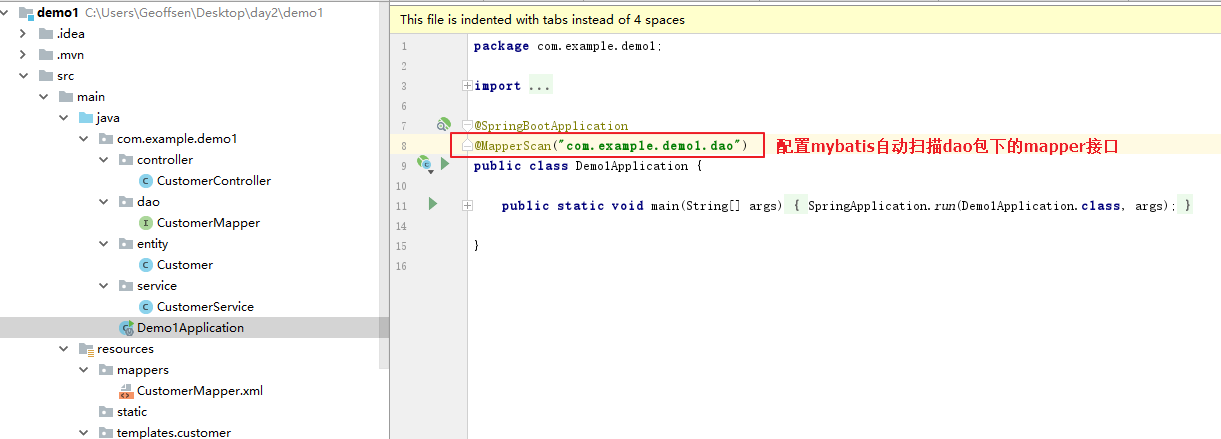 demo1 C:\Users\Geoffsen\Desktop\day2\demo1
.idea
.mvn
src
main
java
com.example.demo1
controller
CustomerController
dao
CustomerMapper
entity
Customer
service
CustomerService
Demo1Application
resources
mappers
CustomerMapper.xml
static
templates.customer
This file is indented with tabs instead of 4 spaces
1 package com.example.demo1;
2
3 import ...
6
7 @SpringBootApplication
8 @MapperScan("com.example.demo1.dao") 配置mybatis自动扫描dao包下的mapper接口
9 public class Demo1Application {
10
11 public static void main(String[] args) { SpringApplication.run(Demo1Application.class, args); }
14
15 }
16